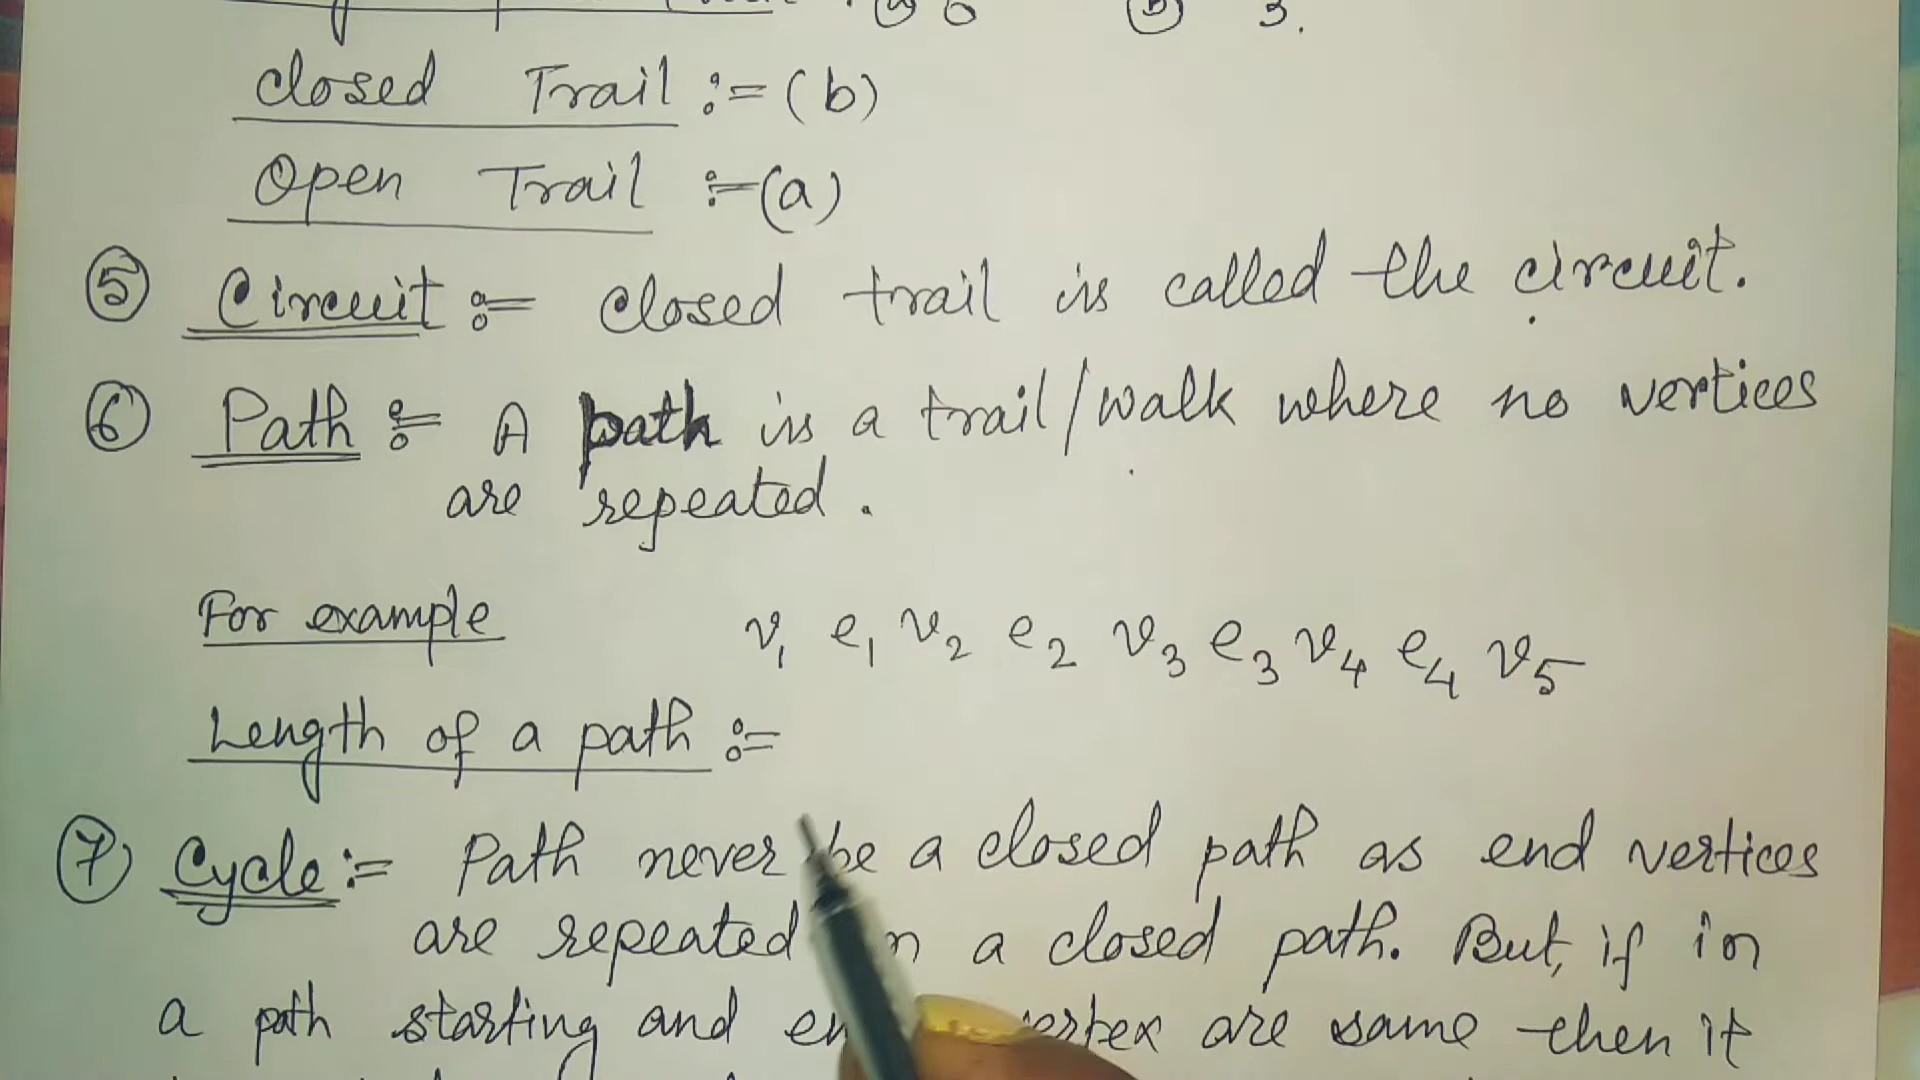 (a) 6 (b) 3.
closed Trail := (b)
Open Trail :- (a)
⑤ Circuit := closed trail is called the circuit.
⑥ Path := A path is a trail/walk where no vertices
are repeated.
For example v₁ e₁ v₂ e₂ v₃ e₃ v₄ e₄ v₅
Length of a path :=
⑦ Cycle := Path never be a closed path as end vertices
are repeated in a closed path. But, if in
a path starting and vertex are same then it